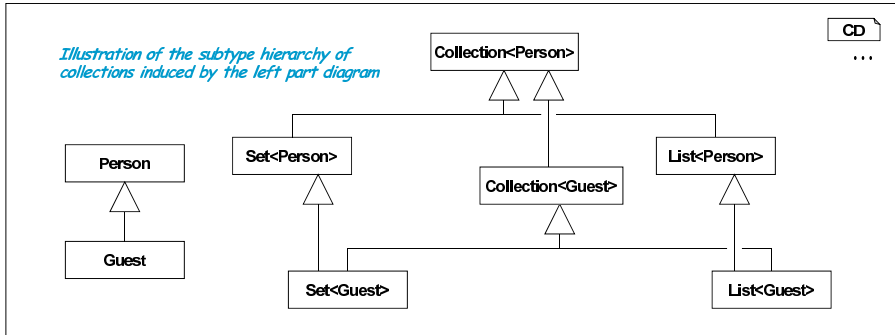 CD
...
Illustration of the subtype hierarchy of
collections induced by the left part diagram
Collection<Person>
Person
Set<Person>
List<Person>
Collection<Guest>
Guest
Set<Guest>
List<Guest>